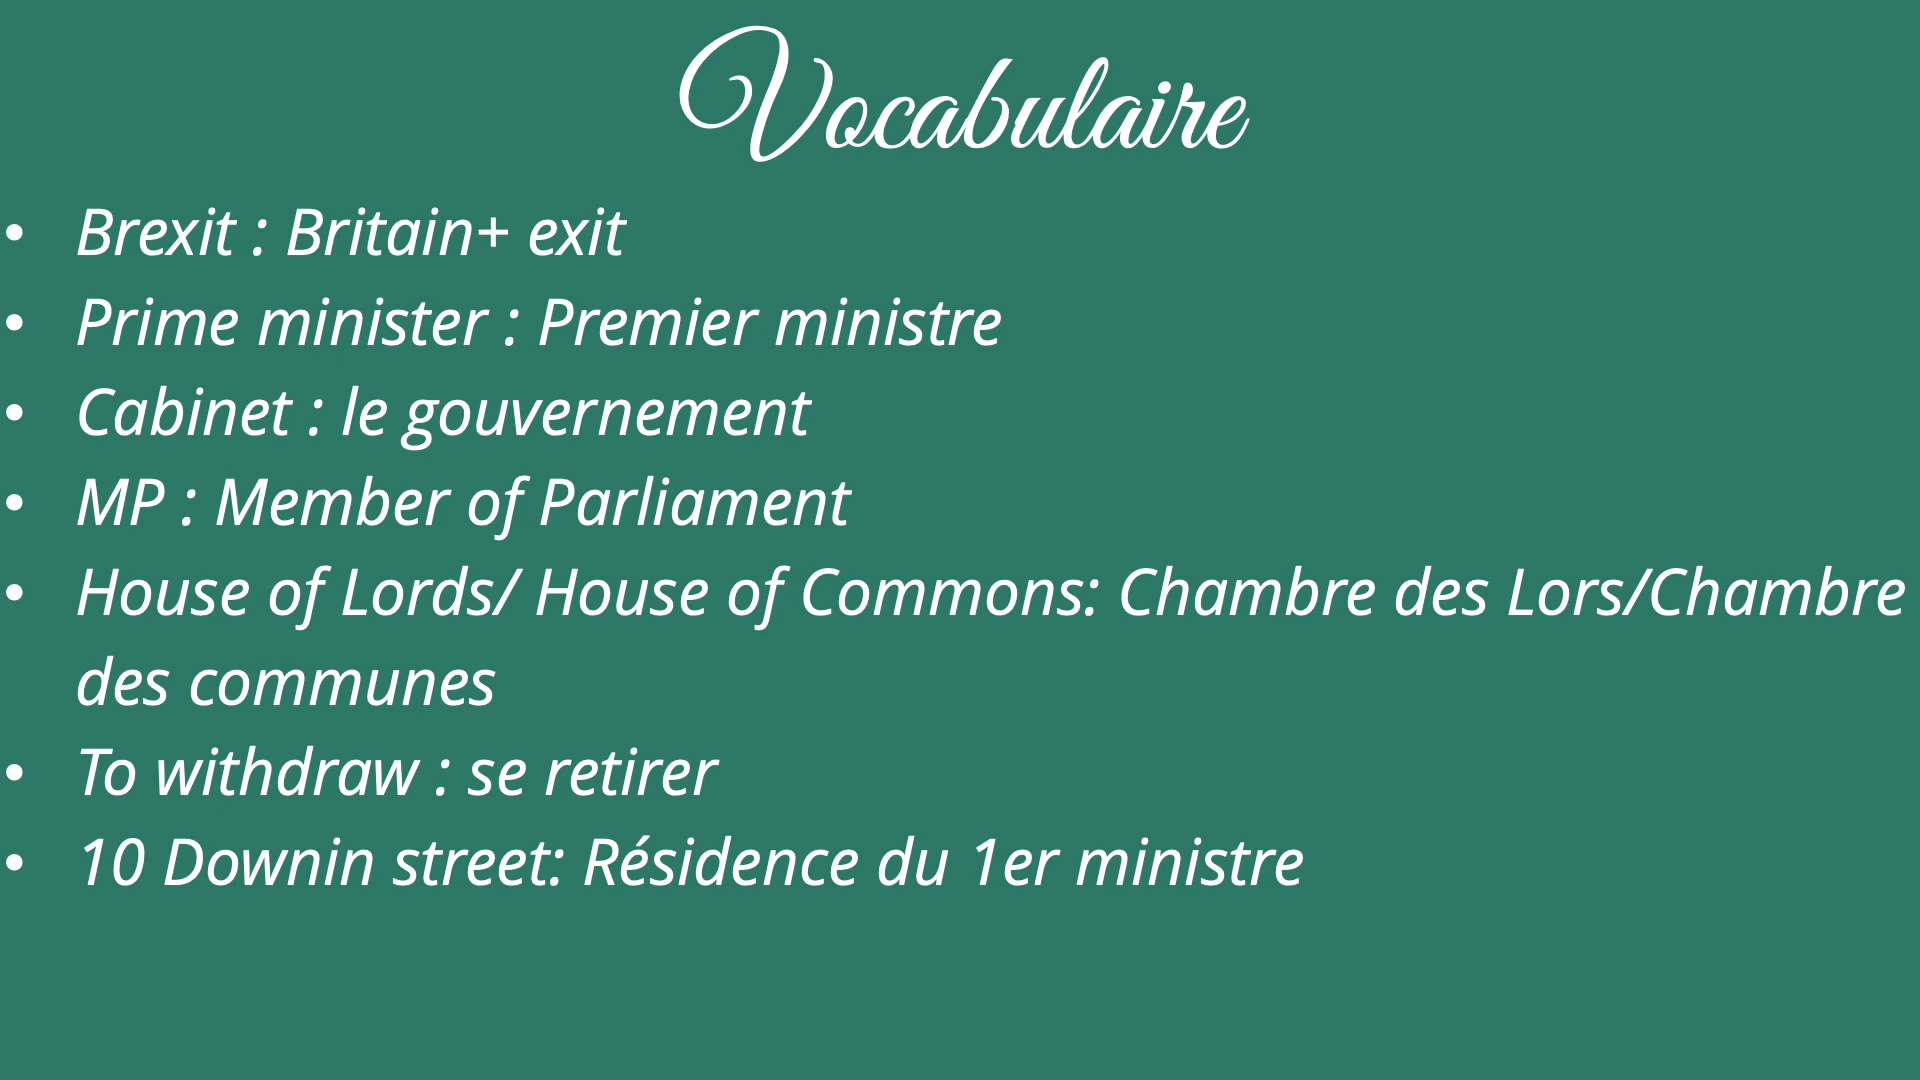 Vocabulaire
• Brexit : Britain+ exit
• Prime minister : Premier ministre
• Cabinet : le gouvernement
• MP : Member of Parliament
• House of Lords/ House of Commons: Chambre des Lors/Chambre
des communes
• To withdraw : se retirer
• 10 Downin street: Résidence du 1er ministre